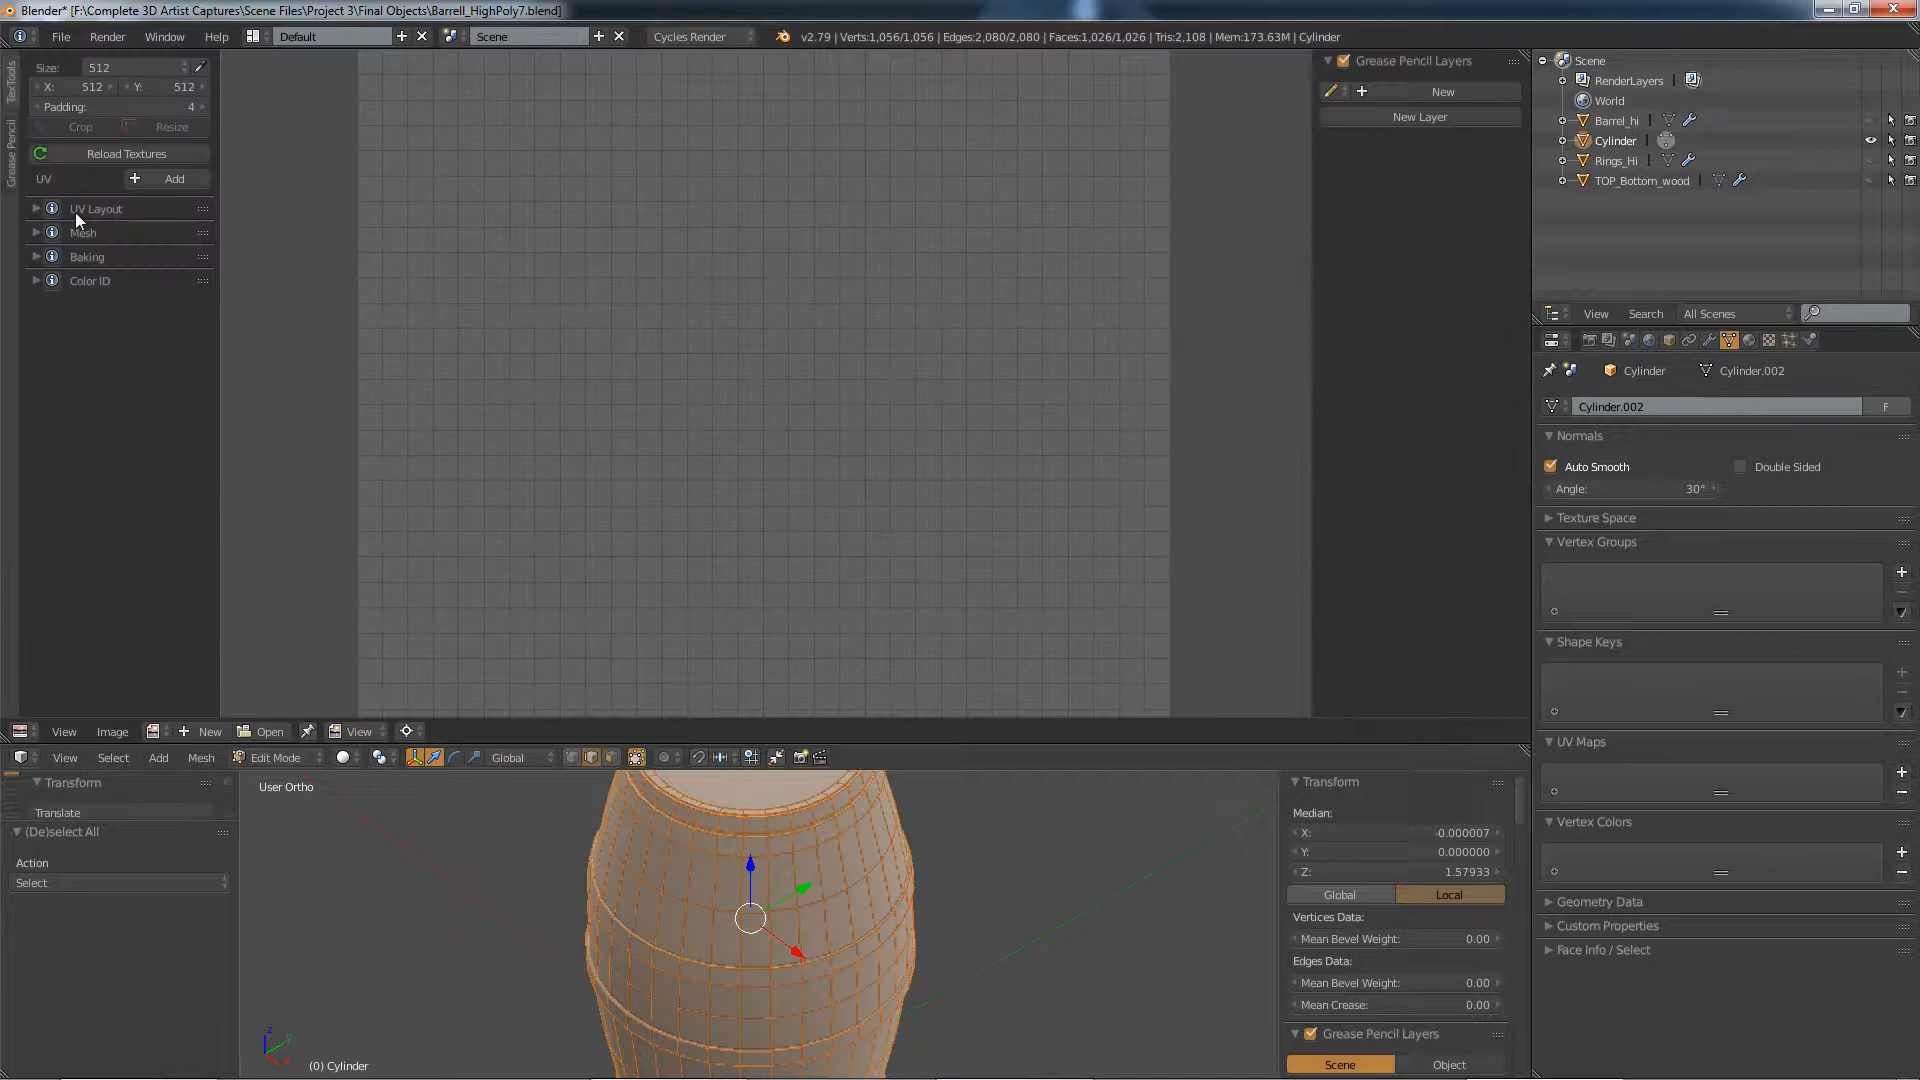 Blender* [F:\Complete 3D Artist Captures\Scene Files\Project 3\Final Objects\Barrell_HighPoly7.blend]
File Render Window Help Default Scene Cycles Render v2.79 | Verts:1,056/1,056 | Edges:2,080/2,080 | Faces:1,026/1,026 | Tris:2,108 | Mem:173.63M | Cylinder
TexTools
Grease Pencil
Size: 512
X: 512 Y: 512
Padding: 4
Crop Resize
Reload Textures
UV Add
UV Layout
Mesh
Baking
Color ID
Grease Pencil Layers
New
New Layer
Scene
RenderLayers
World
Barrel_hi
Cylinder
Rings_Hi
TOP_Bottom_wood
View Search All Scenes
Cylinder Cylinder.002
Cylinder.002 F
Normals
Auto Smooth Double Sided
Angle: 30°
Texture Space
Vertex Groups
Shape Keys
UV Maps
Vertex Colors
Geometry Data
Custom Properties
Face Info / Select
View Image New Open View
View Select Add Mesh Edit Mode Global
Transform
Translate
(De)select All
Action
Select
User Ortho
z
y
(0) Cylinder
Transform
Median:
X: -0.000007
Y: 0.000000
Z: 1.57933
Global Local
Vertices Data:
Mean Bevel Weight: 0.00
Edges Data:
Mean Bevel Weight: 0.00
Mean Crease: 0.00
Grease Pencil Layers
Scene Object